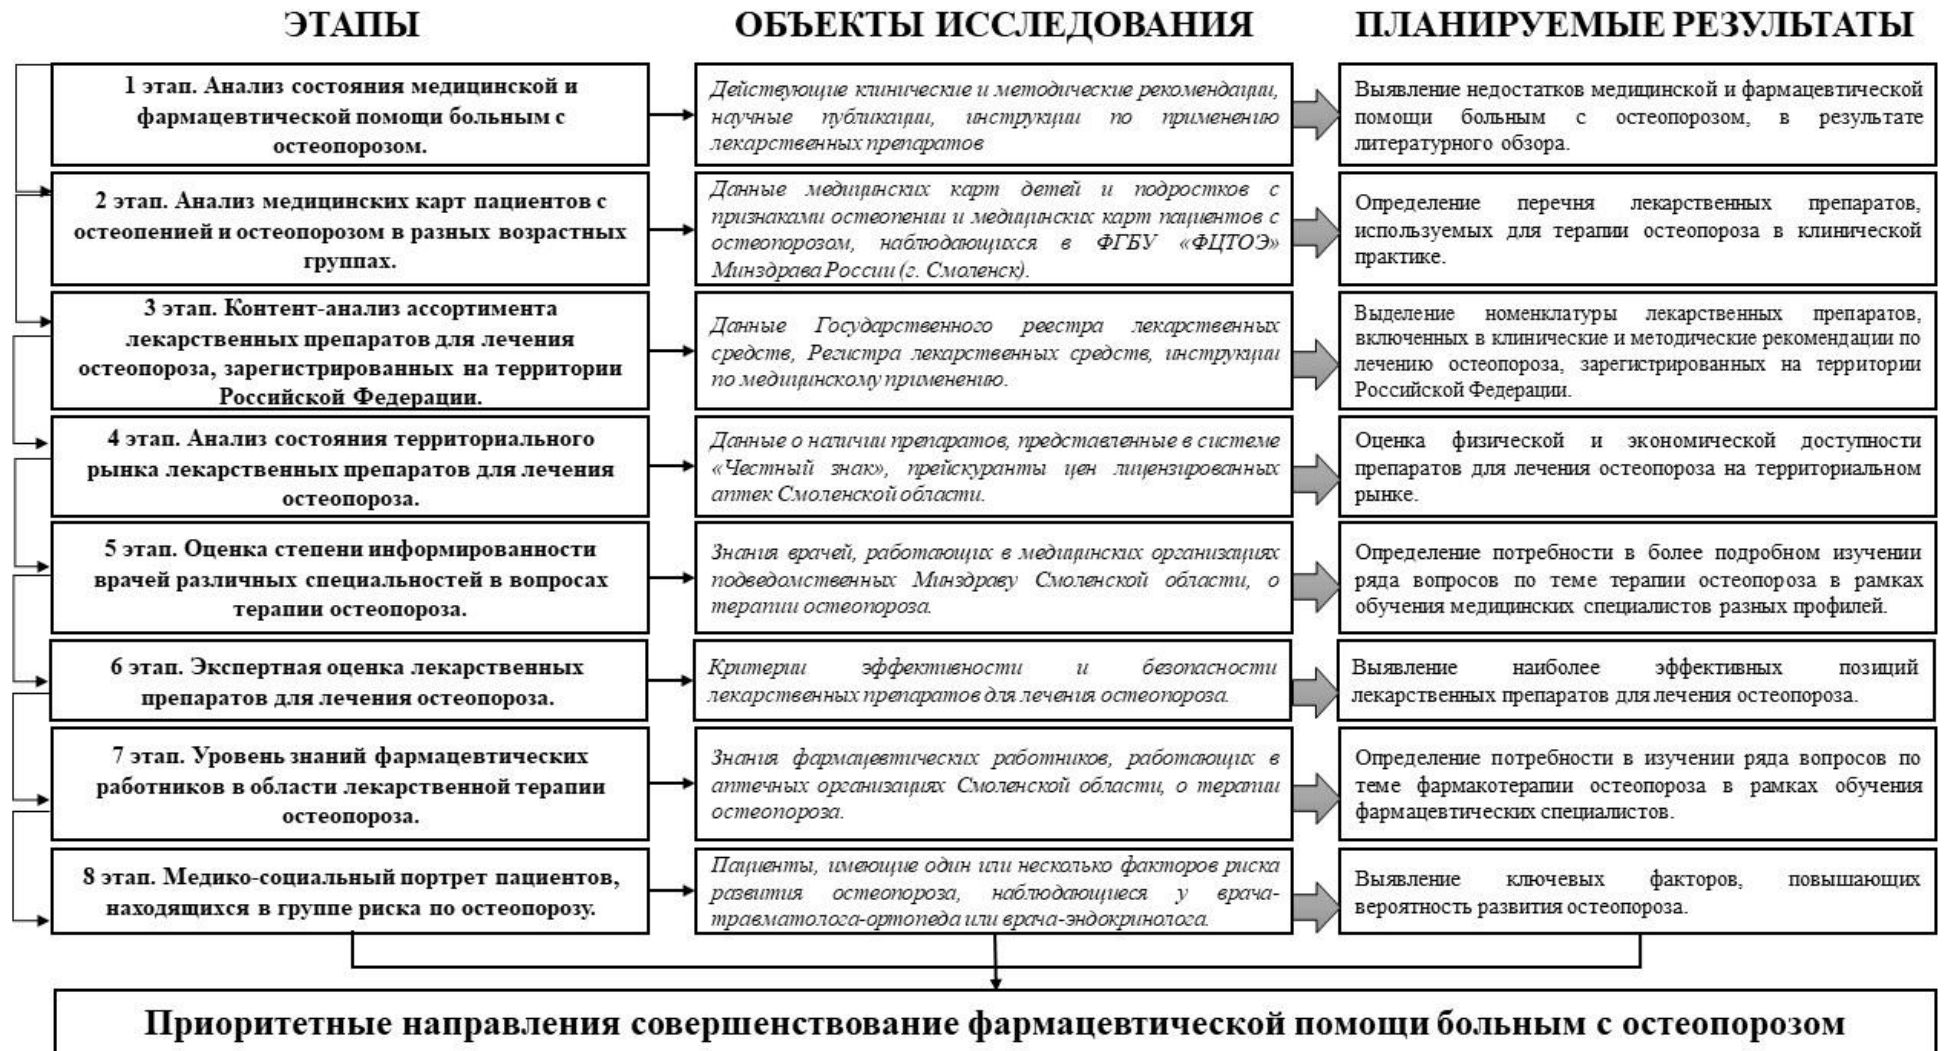 ЭТАПЫ
ОБЪЕКТЫ ИССЛЕДОВАНИЯ
ПЛАНИРУЕМЫЕ РЕЗУЛЬТАТЫ
1 этап. Анализ состояния медицинской и
фармацевтической помощи больным с
остеопорозом.
Действующие клинические и методические рекомендации,
научные публикации, инструкции по применению
лекарственных препаратов
Выявление недостатков медицинской и фармацевтической
помощи больным с остеопорозом, в результате
литературного обзора.
2 этап. Анализ медицинских карт пациентов с
остеопенией и остеопорозом в разных возрастных
группах.
Данные медицинских карт детей и подростков с
признаками остеопении и медицинских карт пациентов с
остеопорозом, наблюдающихся в ФГБУ «ФЦТОЭ»
Минздрава России (г. Смоленск).
Определение перечня лекарственных препаратов,
используемых для терапии остеопороза в клинической
практике.
3 этап. Контент-анализ ассортимента
лекарственных препаратов для лечения
остеопороза, зарегистрированных на территории
Российской Федерации.
Данные Государственного реестра лекарственных
средств, Регистра лекарственных средств, инструкции
по медицинскому применению.
Выделение номенклатуры лекарственных препаратов,
включенных в клинические и методические рекомендации по
лечению остеопороза, зарегистрированных на территории
Российской Федерации.
4 этап. Анализ состояния территориального
рынка лекарственных препаратов для лечения
остеопороза.
Данные о наличии препаратов, представленные в системе
«Честный знак», прейскуранты цен лицензированных
аптек Смоленской области.
Оценка физической и экономической доступности
препаратов для лечения остеопороза на территориальном
рынке.
5 этап. Оценка степени информированности
врачей различных специальностей в вопросах
терапии остеопороза.
Знания врачей, работающих в медицинских организациях
подведомственных Минздраву Смоленской области, о
терапии остеопороза.
Определение потребности в более подробном изучении
ряда вопросов по теме терапии остеопороза в рамках
обучения медицинских специалистов разных профилей.
6 этап. Экспертная оценка лекарственных
препаратов для лечения остеопороза.
Критерии эффективности и безопасности
лекарственных препаратов для лечения остеопороза.
Выявление наиболее эффективных позиций
лекарственных препаратов для лечения остеопороза.
7 этап. Уровень знаний фармацевтических
работников в области лекарственной терапии
остеопороза.
Знания фармацевтических работников, работающих в
аптечных организациях Смоленской области, о терапии
остеопороза.
Определение потребности в изучении ряда вопросов по
теме фармакотерапии остеопороза в рамках обучения
фармацевтических специалистов.
8 этап. Медико-социальный портрет пациентов,
находящихся в группе риска по остеопорозу.
Пациенты, имеющие один или несколько факторов риска
развития остеопороза, наблюдающиеся у врача-
травматолога-ортопеда или врача-эндокринолога.
Выявление ключевых факторов, повышающих
вероятность развития остеопороза.
Приоритетные направления совершенствование фармацевтической помощи больным с остеопорозом